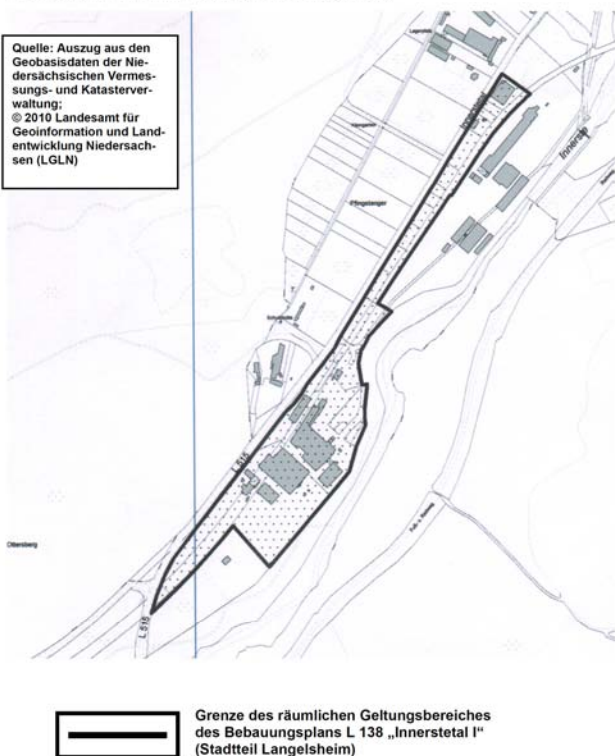 Quelle: Auszug aus den
Geobasisdaten der Nie-
dersächsischen Vermes-
sungs- und Katasterver-
waltung;
© 2010 Landesamt für
Geoinformation und Land-
entwicklung Niedersach-
sen (LGLN)
Innerste
L 515
Otterberg
L 515
Grenze des räumlichen Geltungsbereiches
des Bebauungsplans L 138 „Innerstetal I“
(Stadtteil Langelsheim)